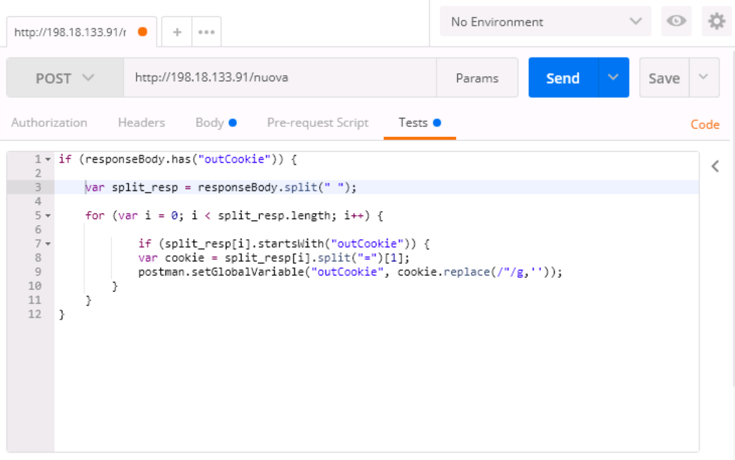 http://198.18.133.91/r
+
•••
No Environment
POST
http://198.18.133.91/nuova
Params
Send
Save
Authorization
Headers
Body
Pre-request Script
Tests
Code
1 if (responseBody.has("outCookie")) {
2
3 var split_resp = responseBody.split(" ");
4
5 for (var i = 0; i < split_resp.length; i++) {
6
7 if (split_resp[i].startsWith("outCookie")) {
8 var cookie = split_resp[i].split("=")[1];
9 postman.setGlobalVariable("outCookie", cookie.replace(/"/g,''));
10 }
11 }
12 }